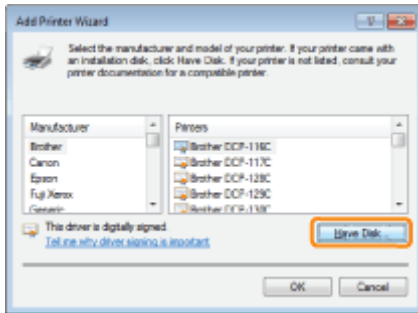 Add Printer Wizard
Select the manufacturer and model of your printer. If your printer came with
an installation disk, click Have Disk. If your printer is not listed, consult your
printer documentation for a compatible printer.
Manufacturer
Brother
Canon
Epson
Fuji Xerox
Generic
Printers
Brother DCP-116C
Brother DCP-117C
Brother DCP-128C
Brother DCP-129C
Brother DCP-130C
This driver is digitally signed.
Tell me why driver signing is important
Have Disk...
OK
Cancel